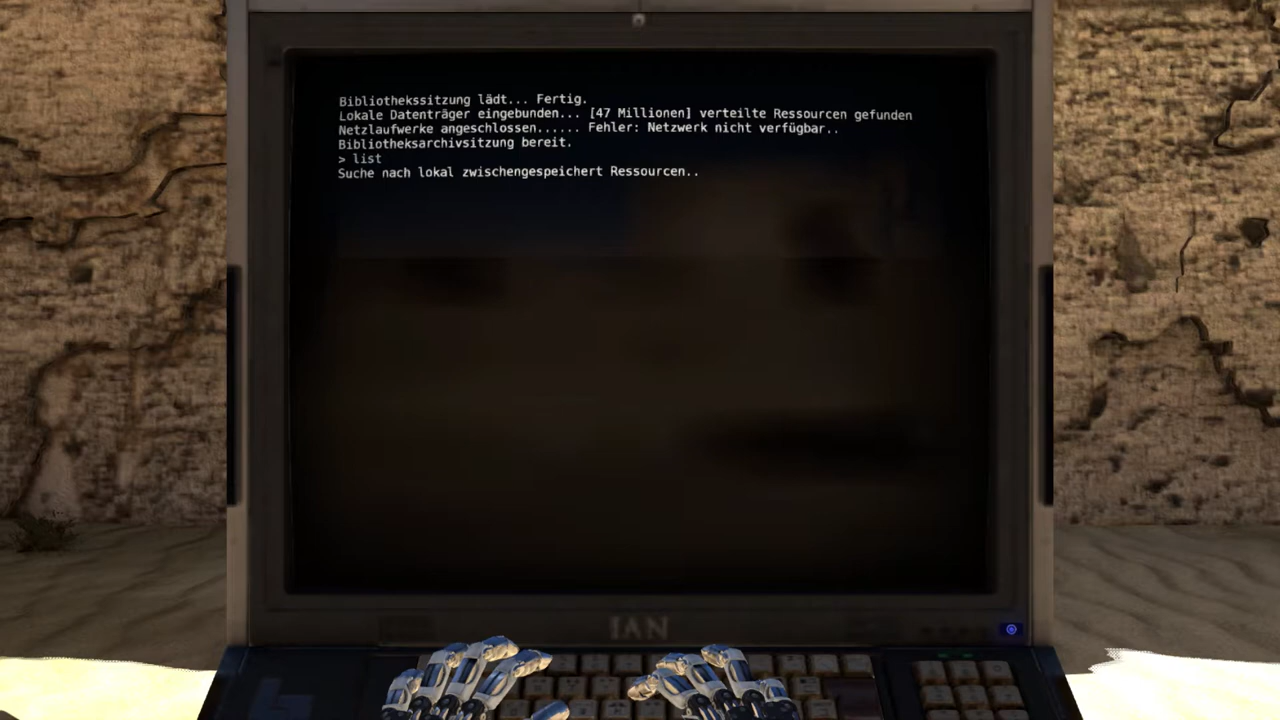 Bibliothekssitzung lädt... Fertig.
Lokale Datenträger eingebunden... [47 Millionen] verteilte Ressourcen gefunden
Netzlaufwerke angeschlossen...... Fehler: Netzwerk nicht verfügbar..
Bibliotheksarchivsitzung bereit.
> list
Suche nach lokal zwischengespeichert Ressourcen..
IAN